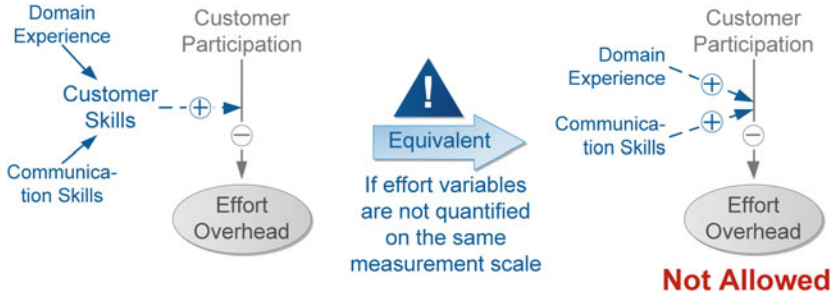 Domain
Experience
Customer
Participation
Customer
Skills
+
−
Communica-
tion Skills
Effort
Overhead
!
Equivalent
If effort variables
are not quantified
on the same
measurement scale
Customer
Participation
Domain
Experience
+
Communica-
tion Skills
+
−
Effort
Overhead
Not Allowed